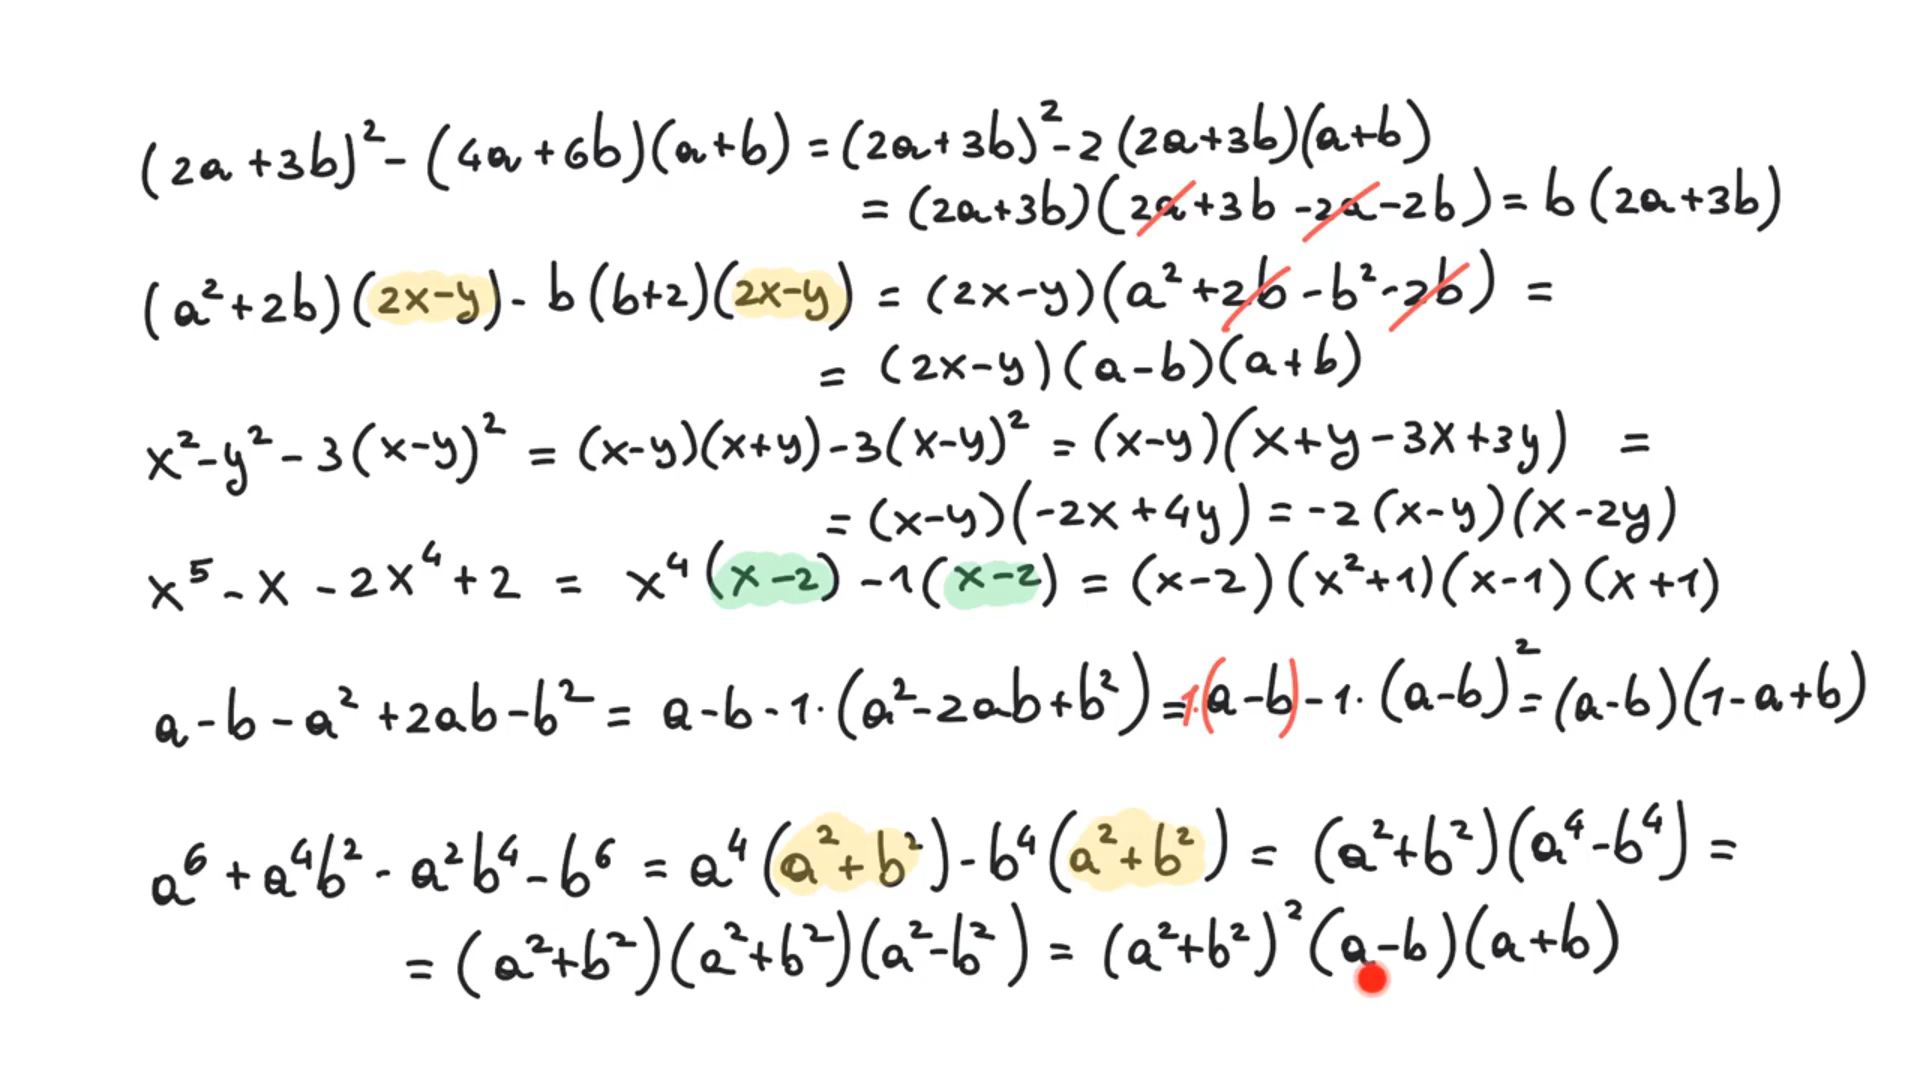 (2a+3b)² - (4a+6b)(a+b) = (2a+3b)² - 2(2a+3b)(a+b)
= (2a+3b)(2a+3b-2a-2b) = b(2a+3b)
(a²+2b)(2x-y) - b(b+2)(2x-y) = (2x-y)(a²+2b-b²-2b) =
= (2x-y)(a-b)(a+b)
x²-y²-3(x-y)² = (x-y)(x+y)-3(x-y)² = (x-y)(x+y-3x+3y) =
= (x-y)(-2x+4y) = -2(x-y)(x-2y)
x⁵-x-2x⁴+2 = x⁴(x-2)-1(x-2) = (x-2)(x²+1)(x-1)(x+1)
a-b-a²+2ab-b² = a-b-1·(a²-2ab+b²) = 1·(a-b)-1·(a-b)² = (a-b)(1-a+b)
a⁶+a⁴b²-a²b⁴-b⁶ = a⁴(a²+b²)-b⁴(a²+b²) = (a²+b²)(a⁴-b⁴) =
= (a²+b²)(a²+b²)(a²-b²) = (a²+b²)²(a-b)(a+b)